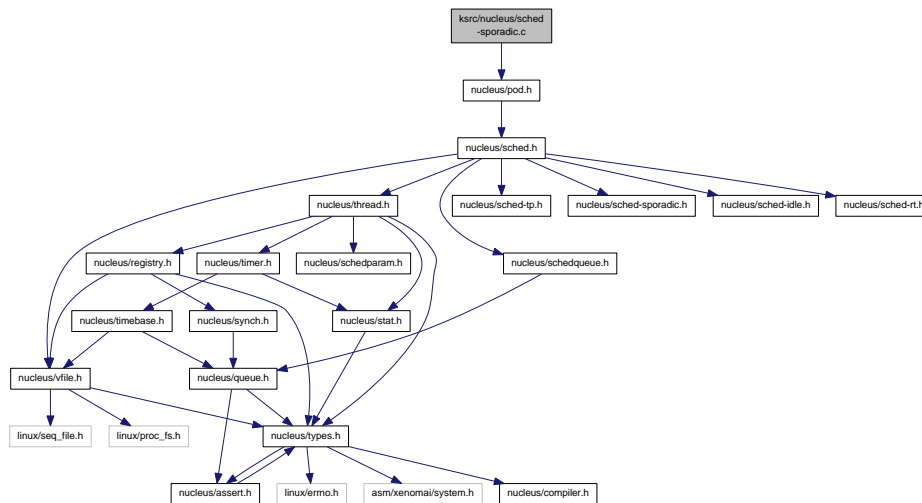 ksrc/nucleus/sched
-sporadic.c
nucleus/pod.h
nucleus/sched.h
nucleus/thread.h
nucleus/sched-tp.h
nucleus/sched-sporadic.h
nucleus/sched-idle.h
nucleus/sched-rt.h
nucleus/registry.h
nucleus/timer.h
nucleus/schedparam.h
nucleus/schedqueue.h
nucleus/timebase.h
nucleus/synch.h
nucleus/stat.h
nucleus/vfile.h
nucleus/queue.h
linux/seq_file.h
linux/proc_fs.h
nucleus/types.h
nucleus/assert.h
linux/errno.h
asm/xenomai/system.h
nucleus/compiler.h